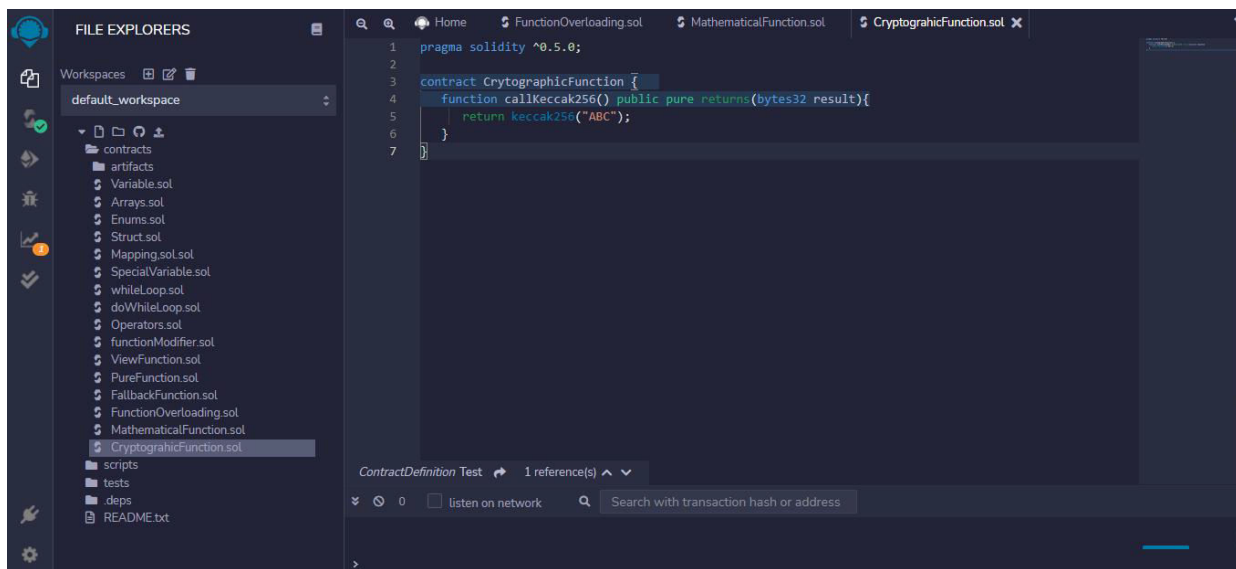 FILE EXPLORERS
Workspaces
default_workspace
contracts
artifacts
Variable.sol
Arrays.sol
Enums.sol
Struct.sol
Mapping,sol.sol
SpecialVariable.sol
whileLoop.sol
doWhileLoop.sol
Operators.sol
functionModifier.sol
ViewFunction.sol
PureFunction.sol
FallbackFunction.sol
FunctionOverloading.sol
MathematicalFunction.sol
CryptograhicFunction.sol
scripts
tests
.deps
README.txt
Home FunctionOverloading.sol MathematicalFunction.sol CryptograhicFunction.sol
1 pragma solidity ^0.5.0;
2
3 contract CrytographicFunction {
4 function callKeccak256() public pure returns(bytes32 result){
5 return keccak256("ABC");
6 }
7 }
ContractDefinition Test 1 reference(s)
0 listen on network Search with transaction hash or address
>